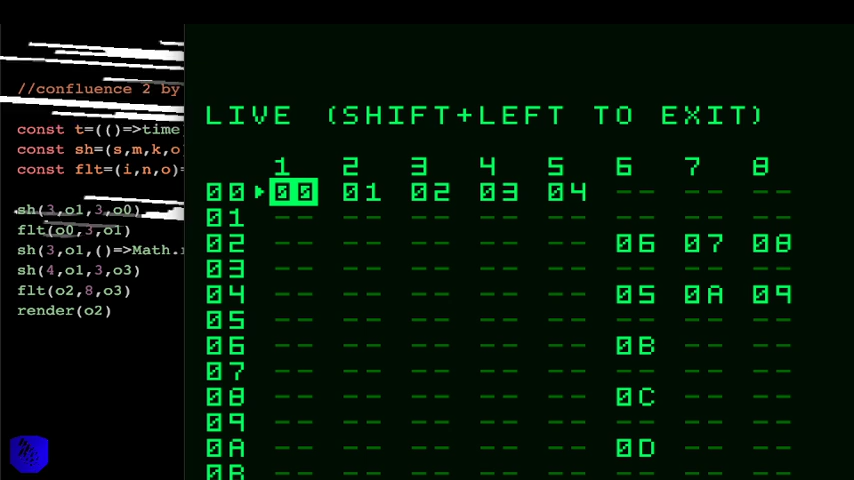 //confluence 2 by
const t=(()=>time
const sh=(s,m,k,o
const flt=(i,n,o)=
sh(3,o1,3,o0)
flt(o0,3,o1)
sh(3,o1,()=>Math.
sh(4,o1,3,o3)
flt(o2,8,o3)
render(o2)
LIVE (SHIFT+LEFT TO EXIT)
1 2 3 4 5 6 7 8
00 00 01 02 03 04 -- -- --
01 -- -- -- -- -- -- -- --
02 -- -- -- -- -- 06 07 08
03 -- -- -- -- -- -- -- --
04 -- -- -- -- -- 05 0A 09
05 -- -- -- -- -- -- -- --
06 -- -- -- -- -- 0B -- --
07 -- -- -- -- -- -- -- --
08 -- -- -- -- -- 0C -- --
09 -- -- -- -- -- -- -- --
0A -- -- -- -- -- 0D -- --
0B -- -- -- -- -- -- -- --